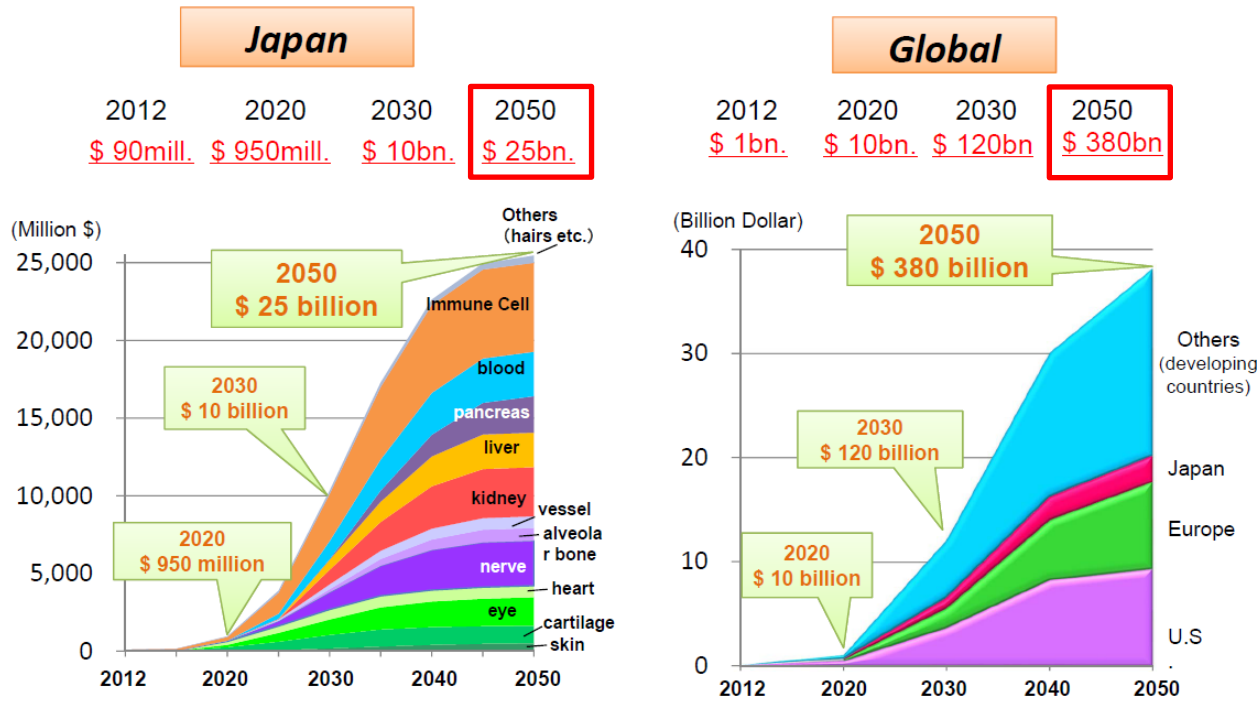 Japan
2012 2020 2030 2050
$ 90mill. $ 950mill. $ 10bn. $ 25bn.
(Million $)
25,000
20,000
15,000
10,000
5,000
0
2050
$ 25 billion
2030
$ 10 billion
2020
$ 950 million
Others
(hairs etc.)
Immune Cell
blood
pancreas
liver
kidney
vessel
alveola
r bone
nerve
heart
eye
cartilage
skin
2012 2020 2030 2040 2050
Global
2012 2020 2030 2050
$ 1bn. $ 10bn. $ 120bn $ 380bn
(Billion Dollar)
40
30
20
10
0
2050
$ 380 billion
2030
$ 120 billion
2020
$ 10 billion
Others
(developing
countries)
Japan
Europe
U.S
.
2012 2020 2030 2040 2050